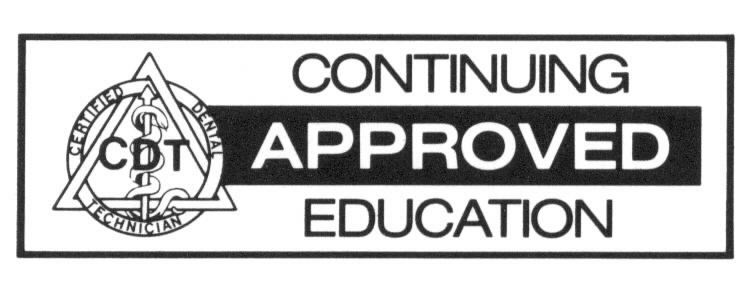 CERTIFIED DENTAL
TECHNICIAN
CDT
CONTINUING
APPROVED
EDUCATION